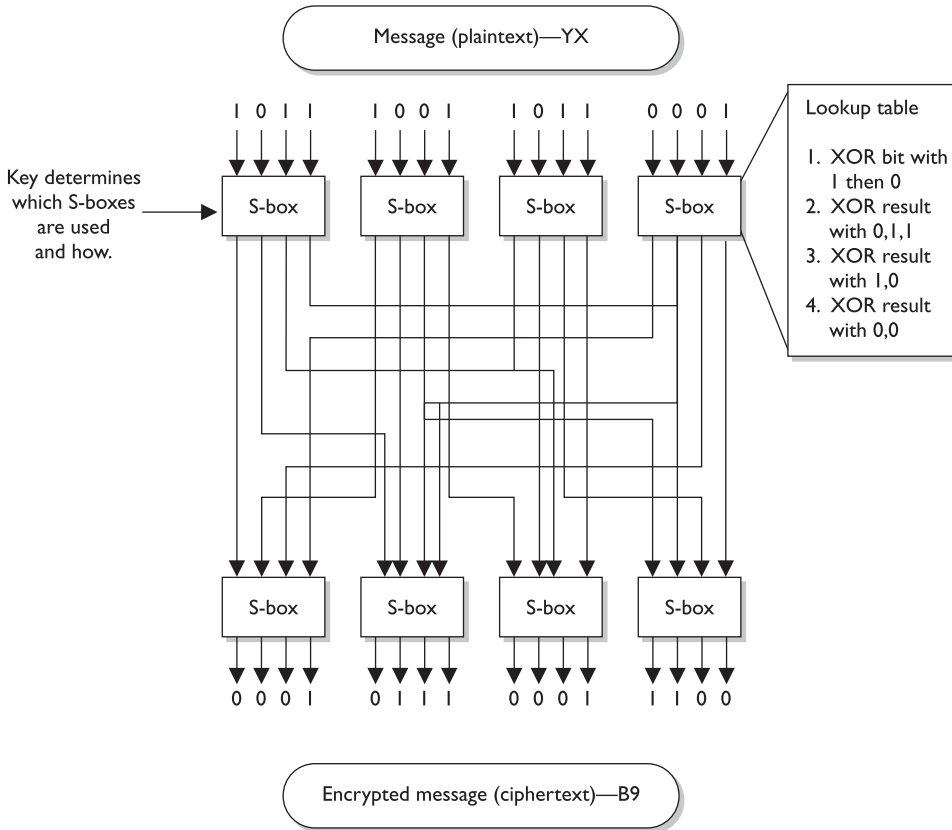 Message (plaintext)—YX
1 0 1 1 1 0 0 1 1 0 1 1 0 0 0 1
Lookup table
1. XOR bit with
1 then 0
2. XOR result
with 0,1,1
3. XOR result
with 1,0
4. XOR result
with 0,0
Key determines
which S-boxes
are used
and how.
S-box S-box S-box S-box
S-box S-box S-box S-box
0 0 0 1 0 1 1 1 0 0 0 1 1 1 0 0
Encrypted message (ciphertext)—B9